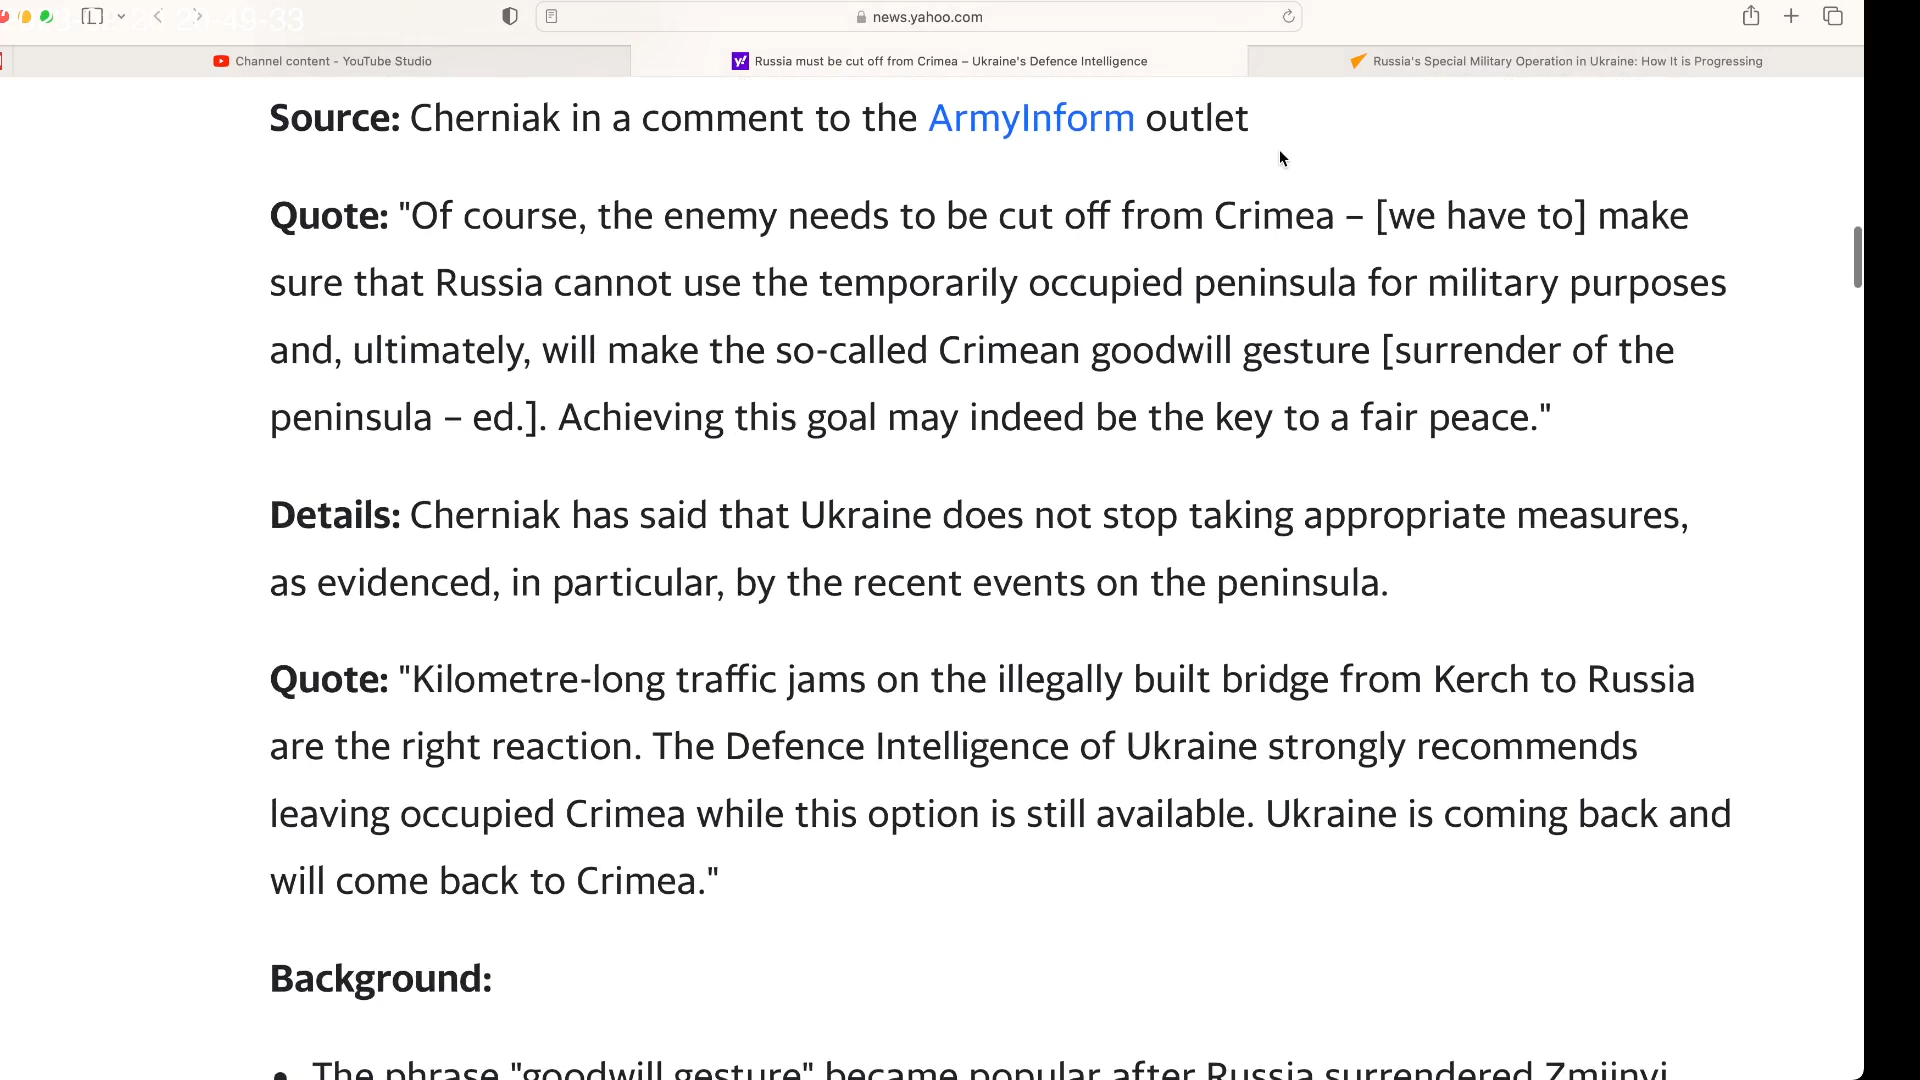 news.yahoo.com
Channel content - YouTube Studio
Russia must be cut off from Crimea – Ukraine's Defence Intelligence
Russia's Special Military Operation in Ukraine: How It is Progressing
Source: Cherniak in a comment to the ArmyInform outlet
Quote: "Of course, the enemy needs to be cut off from Crimea – [we have to] make
sure that Russia cannot use the temporarily occupied peninsula for military purposes
and, ultimately, will make the so-called Crimean goodwill gesture [surrender of the
peninsula – ed.]. Achieving this goal may indeed be the key to a fair peace."
Details: Cherniak has said that Ukraine does not stop taking appropriate measures,
as evidenced, in particular, by the recent events on the peninsula.
Quote: "Kilometre-long traffic jams on the illegally built bridge from Kerch to Russia
are the right reaction. The Defence Intelligence of Ukraine strongly recommends
leaving occupied Crimea while this option is still available. Ukraine is coming back and
will come back to Crimea."
Background:
• The phrase "goodwill gesture" became popular after Russia surrendered Zmiinyi